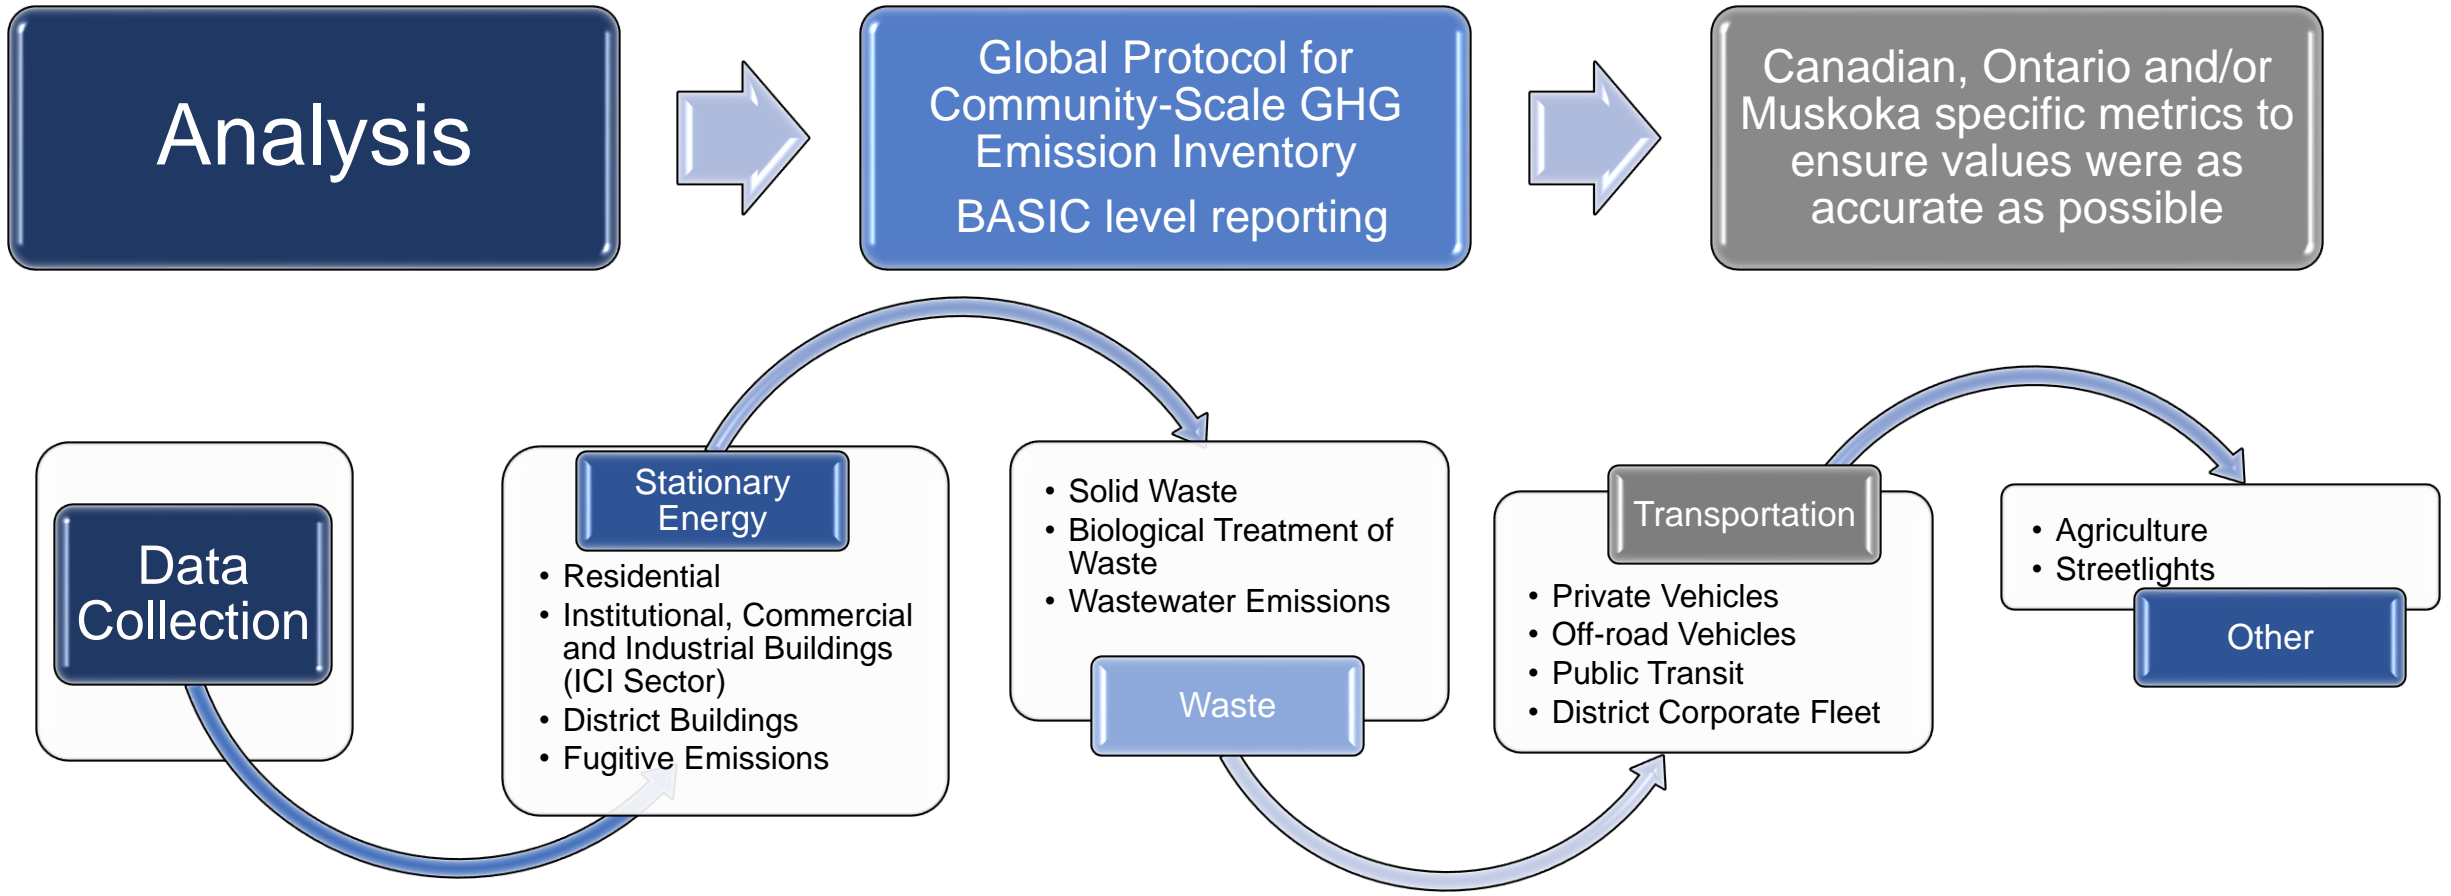 Analysis
Global Protocol for
Community-Scale GHG
Emission Inventory
BASIC level reporting
Canadian, Ontario and/or
Muskoka specific metrics to
ensure values were as
accurate as possible
Data
Collection
Stationary
Energy
• Residential
• Institutional, Commercial
and Industrial Buildings
(ICI Sector)
• District Buildings
• Fugitive Emissions
• Solid Waste
• Biological Treatment of
Waste
• Wastewater Emissions
Waste
Transportation
• Private Vehicles
• Off-road Vehicles
• Public Transit
• District Corporate Fleet
• Agriculture
• Streetlights
Other